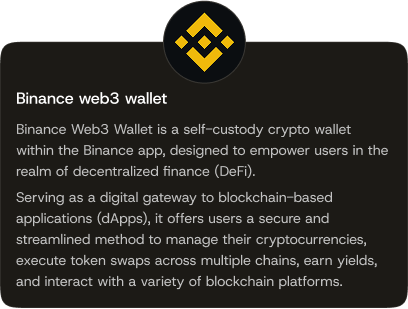 Binance web3 wallet
Binance Web3 Wallet is a self-custody crypto wallet
within the Binance app, designed to empower users in the
realm of decentralized finance (DeFi).
Serving as a digital gateway to blockchain-based
applications (dApps), it offers users a secure and
streamlined method to manage their cryptocurrencies,
execute token swaps across multiple chains, earn yields,
and interact with a variety of blockchain platforms.